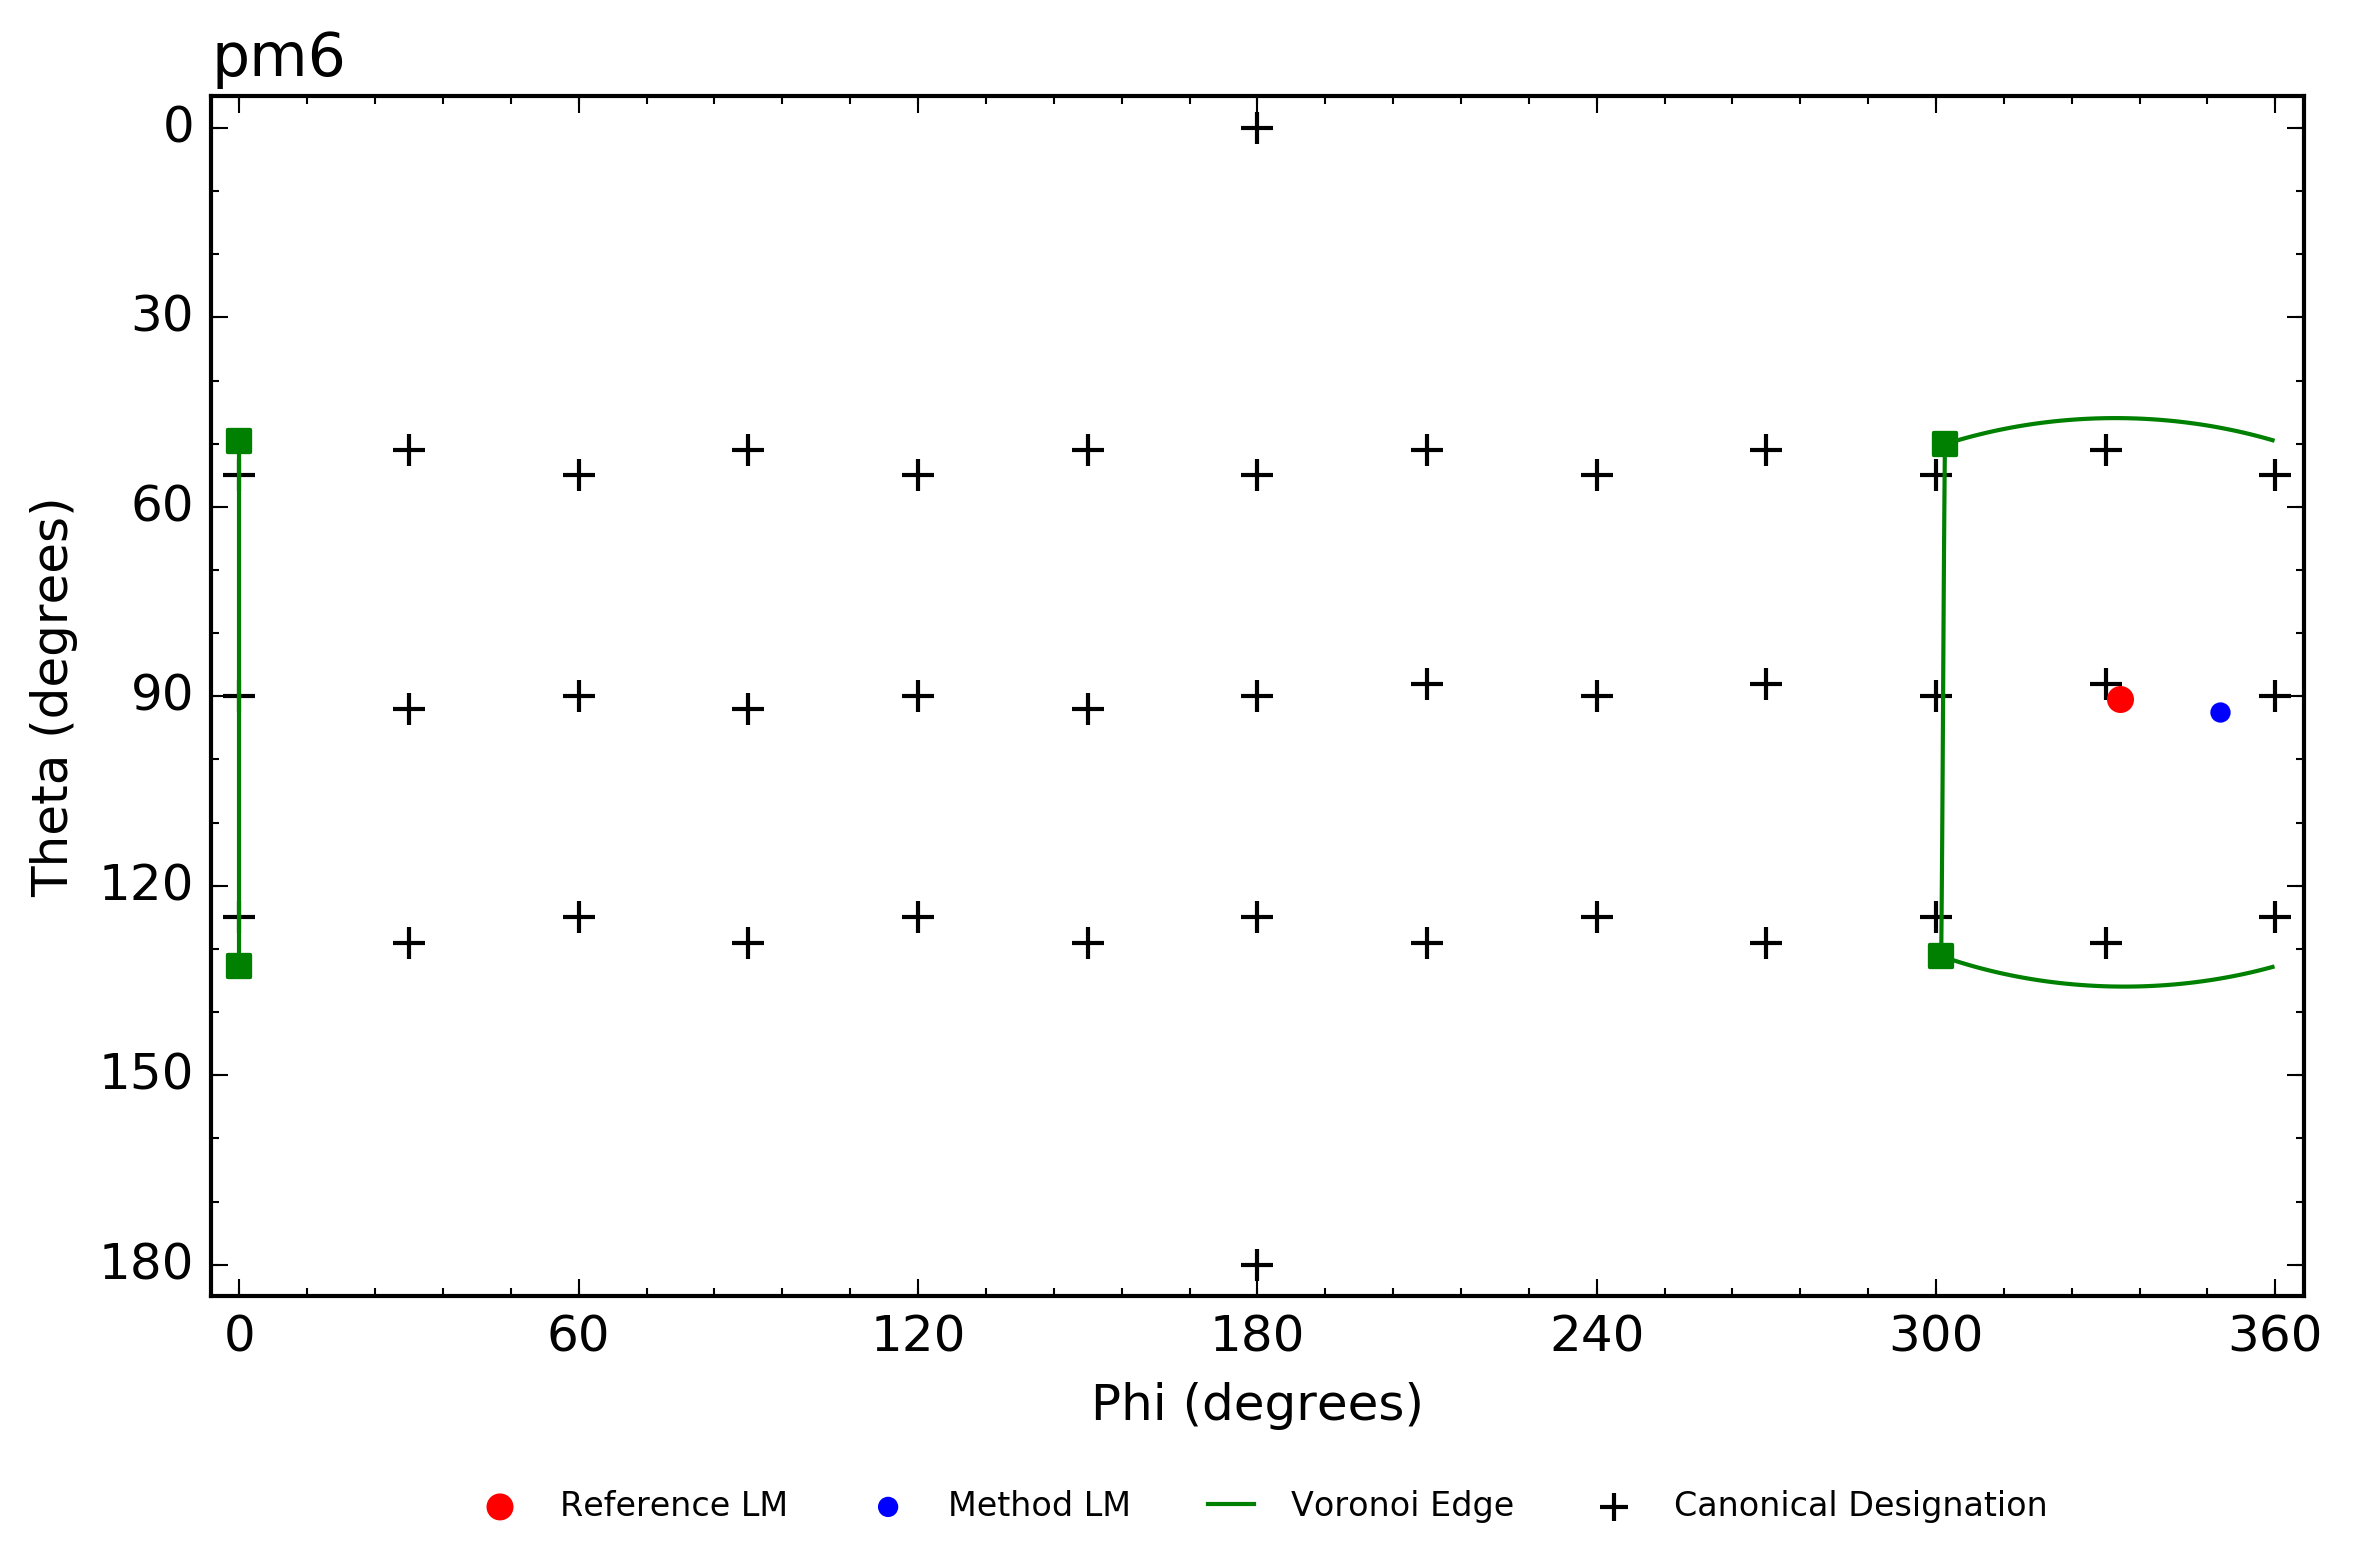 pm6
0
30
60
90
120
150
180
Theta (degrees)
0 60 120 180 240 300 360
Phi (degrees)
Reference LM Method LM Voronoi Edge Canonical Designation